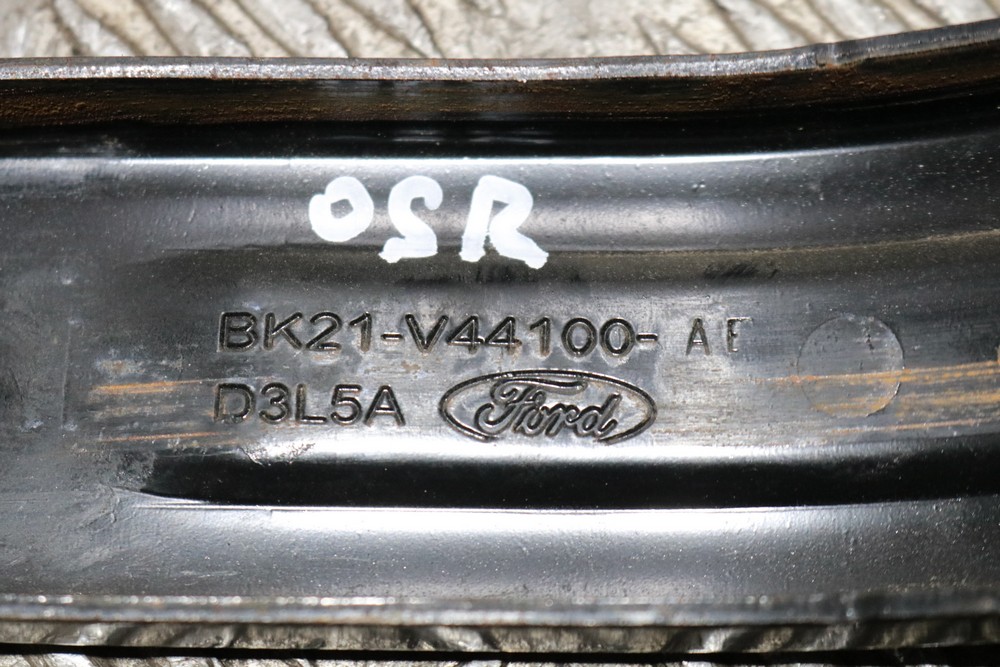 OSR
BK21-V44100- AE
D3L5A Ford